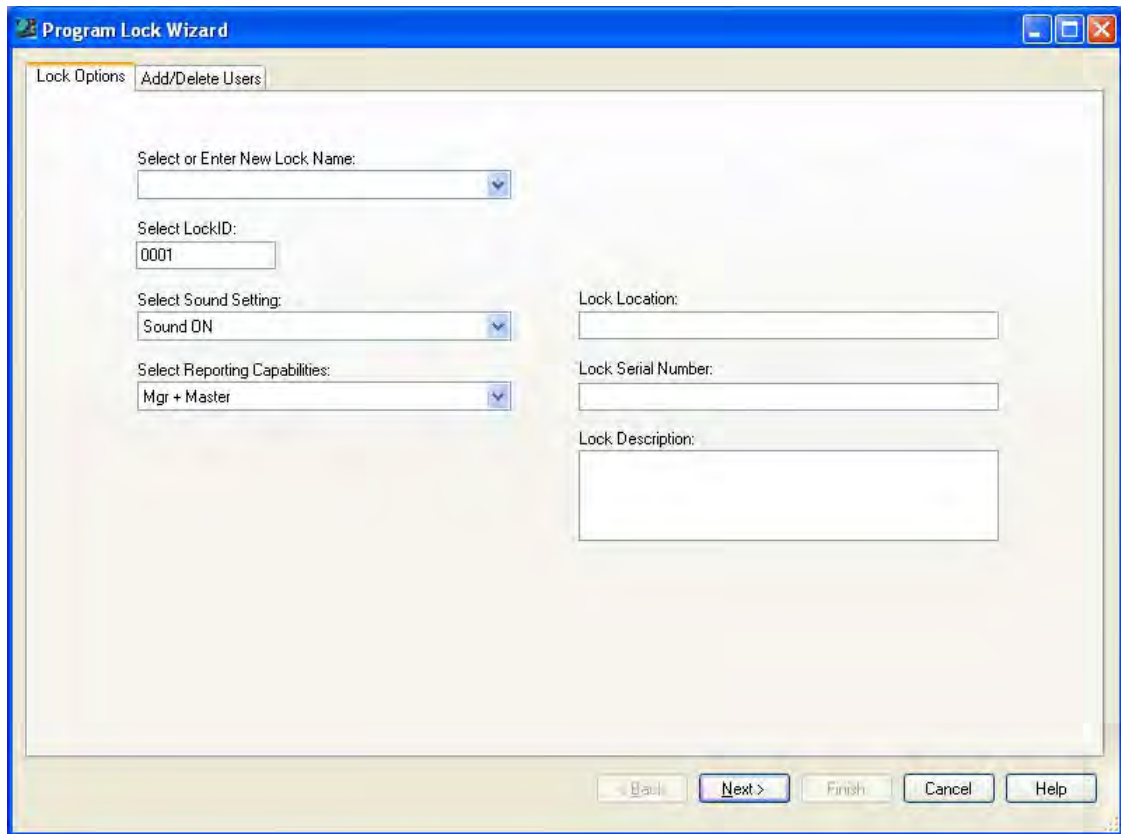 Program Lock Wizard
Lock Options
Add/Delete Users
Select or Enter New Lock Name:
Select LockID:
0001
Select Sound Setting:
Sound ON
Select Reporting Capabilities:
Mgr + Master
Lock Location:
Lock Serial Number:
Lock Description:
< Back
Next >
Finish
Cancel
Help